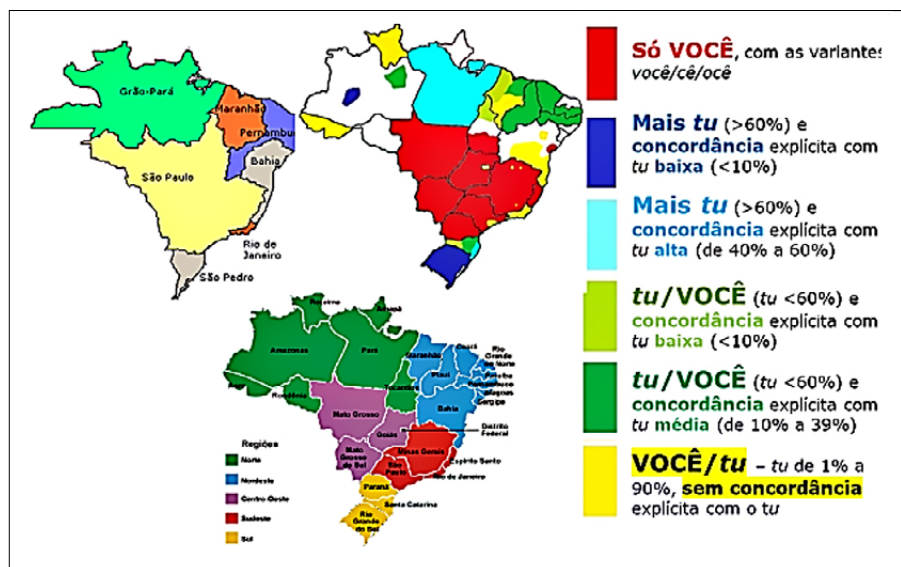 Grão-Pará
Maranhão
Pernambu
Bahia
São Paulo
Rio de
Janeiro
São Pedro
Só VOCÊ, com as variantes
você/cê/ocê
Mais tu (>60%) e
concordância explícita com
tu baixa (<10%)
Mais tu (>60%) e
concordância explícita com
tu alta (de 40% a 60%)
tu/VOCÊ (tu <60%) e
concordância explícita com
tu baixa (<10%)
tu/VOCÊ (tu <60%) e
concordância explícita com
tu média (de 10% a 39%)
VOCÊ/tu – tu de 1% a
90%, sem concordância
explícita com o tu
Amazonas
Pará
Maranhão
Ceará
Rio
Grande
do Norte
Piauí
Pernambuco
Alagoas
Sergipe
Tocantins
Rondônia
Bahia
Mato Grosso
Distrito
Federal
Goiás
Mato
Grosso
do Sul
Minas Gerais
Espírito Santo
São
Paulo
Rio de Janeiro
Paraná
Santa Catarina
Rio
Grande
do Sul
Regiões
Norte
Nordeste
Centro-Oeste
Sudeste
Sul